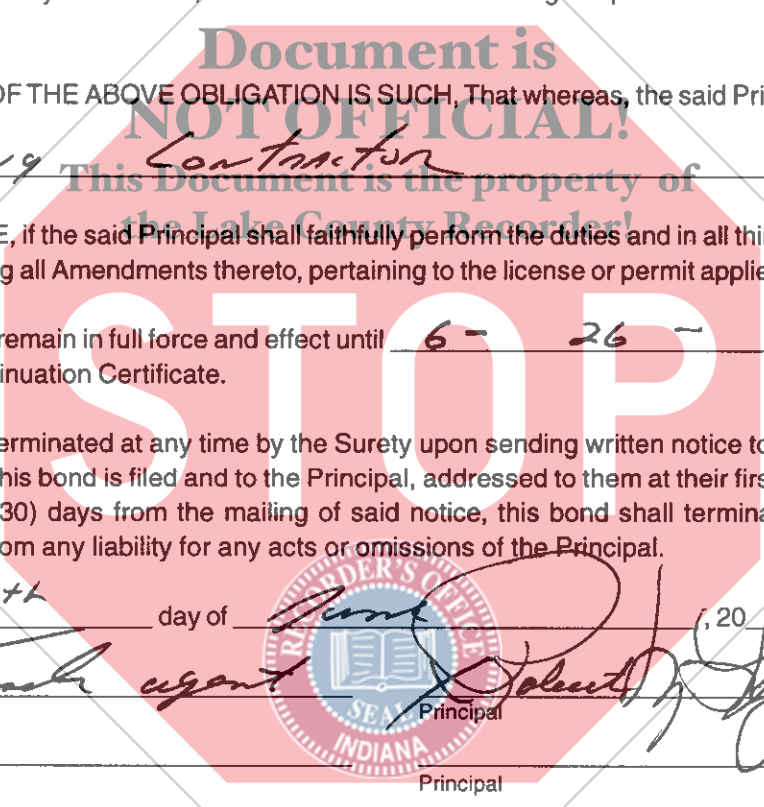 Document is
OF THE ABOVE OBLIGATION IS SUCH, That whereas, the said Pri
NOT OFFICIAL!
Contractor
This Document is the property of
the Lake County Recorder!
E, if the said Principal shall faithfully perform the duties and in all thin
g all Amendments thereto, pertaining to the license or permit applie
STOP
remain in full force and effect until 6 - 26 -
inuation Certificate.
erminated at any time by the Surety upon sending written notice to
his bond is filed and to the Principal, addressed to them at their firs
30) days from the mailing of said notice, this bond shall termina
om any liability for any acts or omissions of the Principal.
th day of June , 20
agent Robert
Principal
RECORDER'S OFFICE
SEAL
INDIANA
Principal